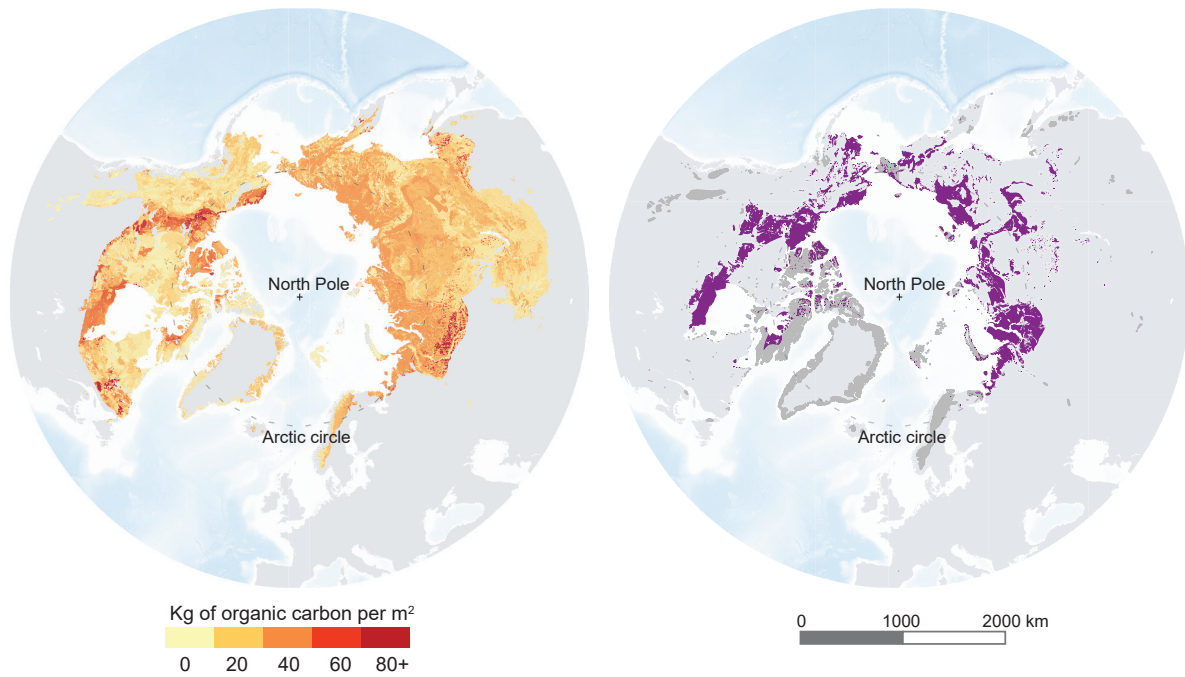 North Pole
+
Arctic circle
Kg of organic carbon per m²
0 20 40 60 80+
North Pole
+
Arctic circle
0 1000 2000 km